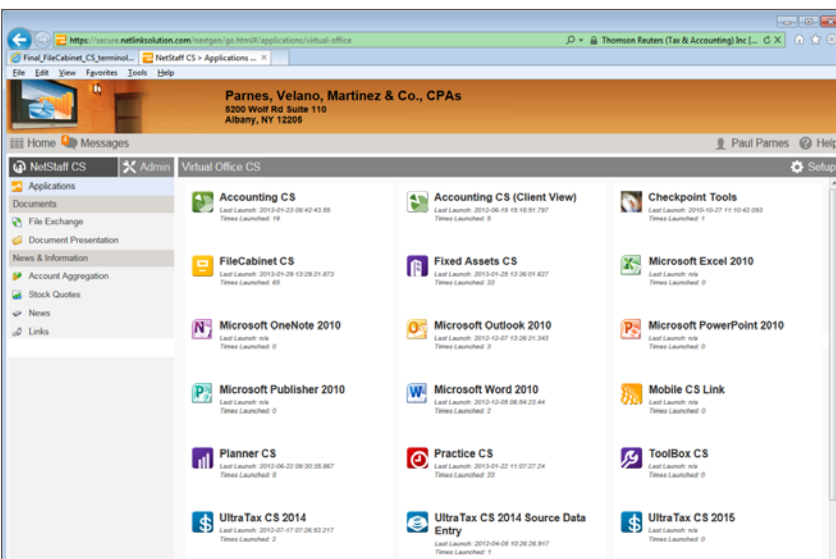 https://secure.netlinksolution.com/nextgen/go.html#/applications/virtual-office
Thomson Reuters (Tax & Accounting) Inc [...
Final_FileCabinet_CS_terminol...
NetStaff CS > Applications ...
File Edit View Favorites Tools Help
Parnes, Velano, Martinez & Co., CPAs
5200 Wolf Rd Suite 110
Albany, NY 12205
Home
Messages
Paul Parnes
Help
NetStaff CS
Admin
Virtual Office CS
Setup
Applications
Documents
File Exchange
Document Presentation
News & Information
Account Aggregation
Stock Quotes
News
Links
Accounting CS
Last Launch: 2013-01-23 08:42:43.55
Times Launched: 19
Accounting CS (Client View)
Last Launch: 2012-06-19 15:18:51.797
Times Launched: 5
Checkpoint Tools
Last Launch: 2010-10-27 11:10:42.093
Times Launched: 1
FileCabinet CS
Last Launch: 2013-01-29 13:29:21.873
Times Launched: 65
Fixed Assets CS
Last Launch: 2013-01-25 13:36:01.627
Times Launched: 33
Microsoft Excel 2010
Last Launch: n/a
Times Launched: 0
Microsoft OneNote 2010
Last Launch: n/a
Times Launched: 0
Microsoft Outlook 2010
Last Launch: 2012-12-07 13:26:21.343
Times Launched: 3
Microsoft PowerPoint 2010
Last Launch: n/a
Times Launched: 0
Microsoft Publisher 2010
Last Launch: n/a
Times Launched: 0
Microsoft Word 2010
Last Launch: 2012-12-05 06:54:23.44
Times Launched: 2
Mobile CS Link
Last Launch: n/a
Times Launched: 0
Planner CS
Last Launch: 2012-06-22 09:30:35.867
Times Launched: 5
Practice CS
Last Launch: 2013-01-22 11:07:27.24
Times Launched: 33
ToolBox CS
Last Launch: n/a
Times Launched: 0
UltraTax CS 2014
Last Launch: 2012-07-17 07:26:53.217
Times Launched: 2
UltraTax CS 2014 Source Data
Entry
Last Launch: 2012-04-05 10:26:26.917
Times Launched: 1
UltraTax CS 2015
Last Launch: n/a
Times Launched: 0